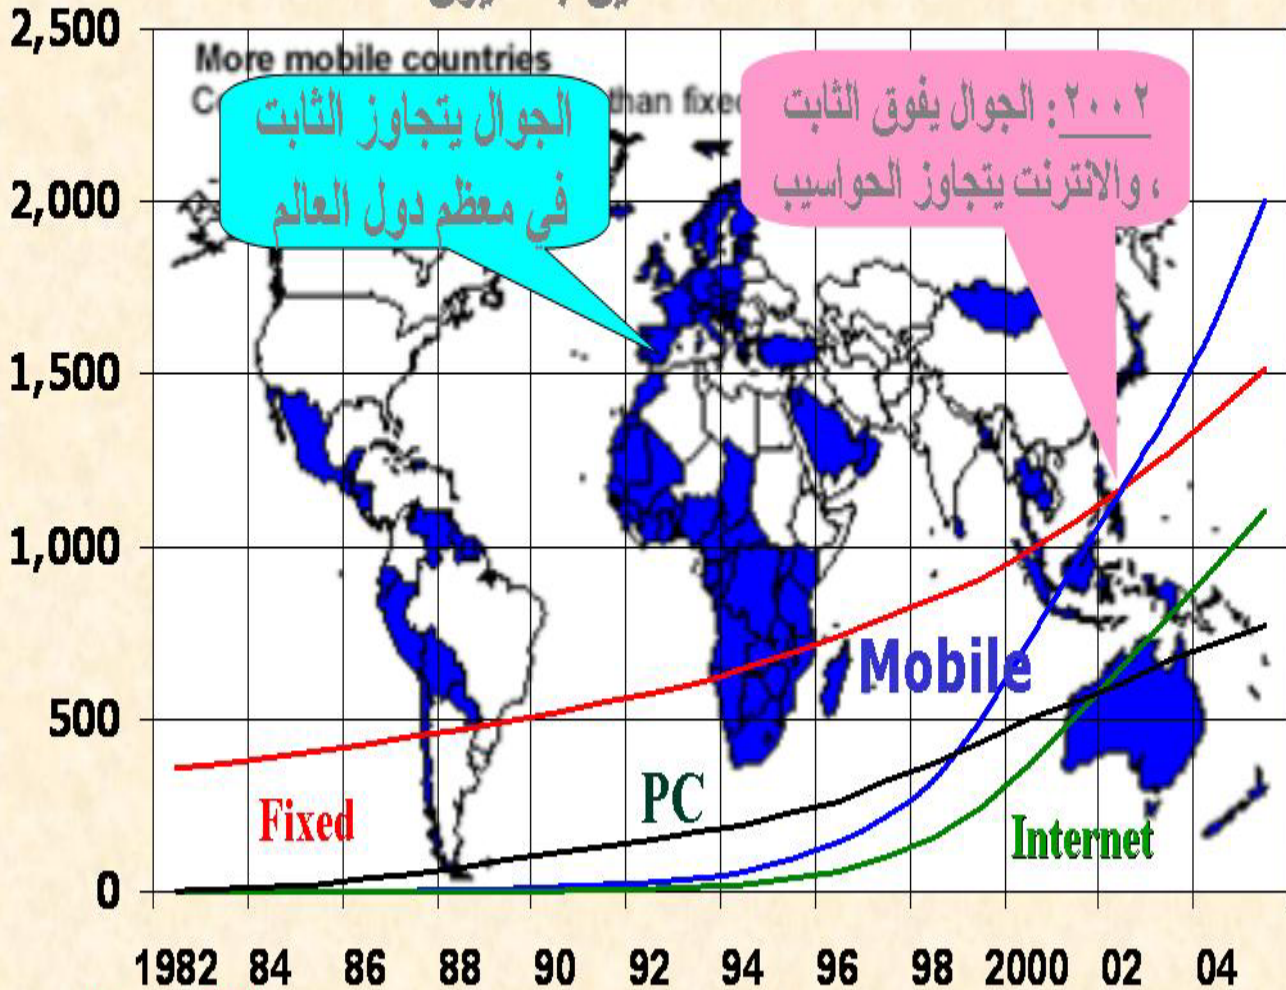 2,500
More mobile countries
than fixed
الجوال يتجاوز الثابت
في معظم دول العالم
٢٠٠٢: الجوال يفوق الثابت
، والانترنت يتجاوز الحواسيب
2,000
1,500
1,000
500
0
Mobile
PC
Fixed
Internet
1982 84 86 88 90 92 94 96 98 2000 02 04